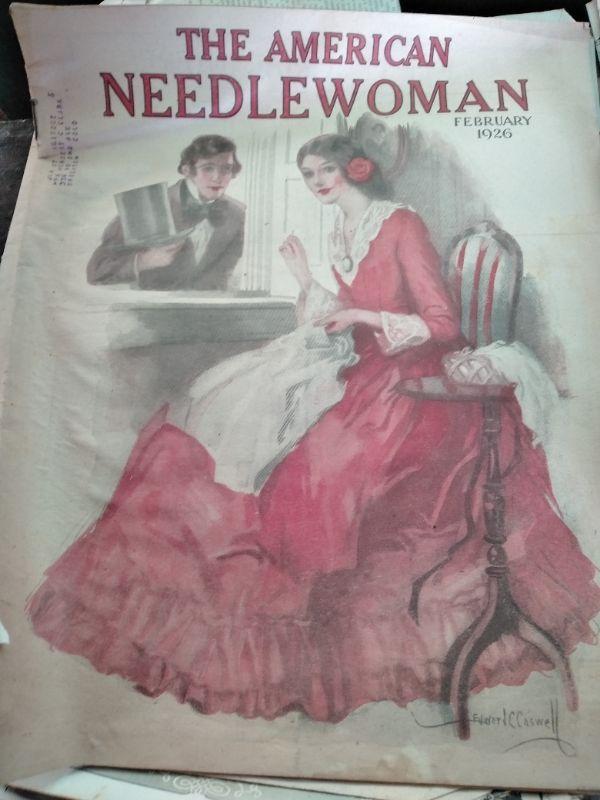 THE AMERICAN
NEEDLEWOMAN
FEBRUARY
1926
Edward C Caswell